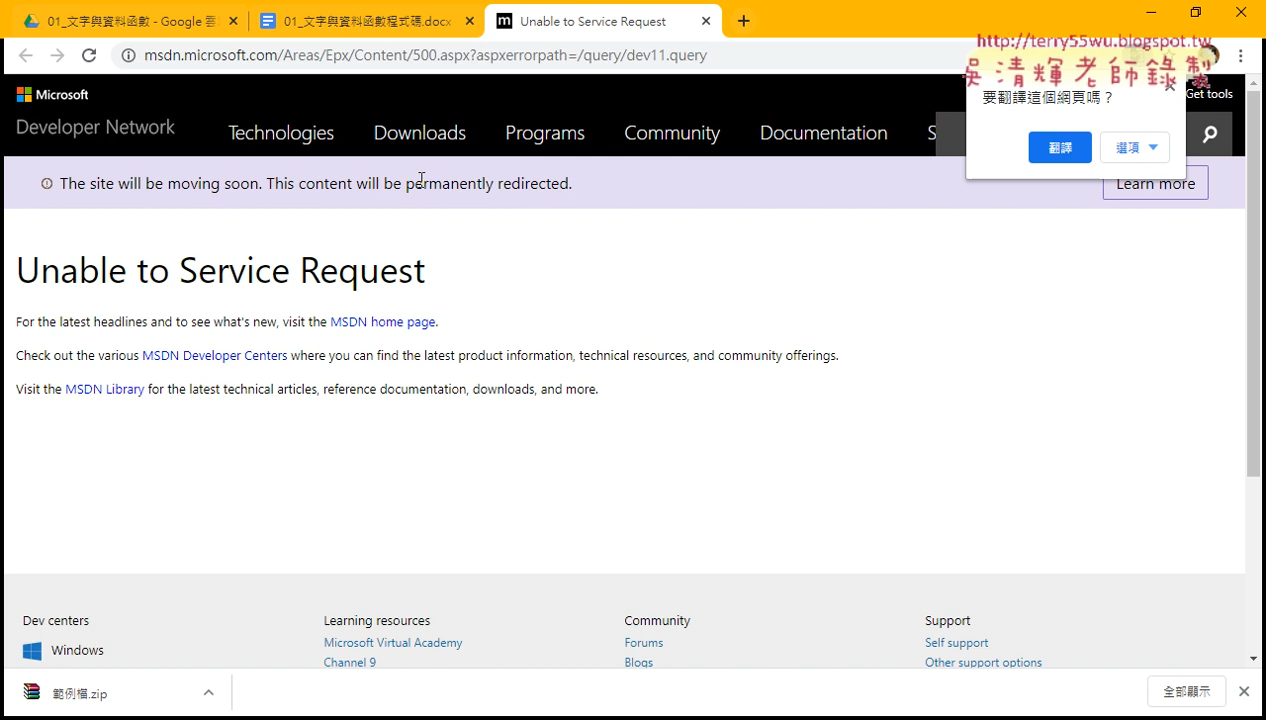 01_文字與資料函數 - Google 雲
01_文字與資料函數程式碼.docx
Unable to Service Request
msdn.microsoft.com/Areas/Epx/Content/500.aspx?aspxerrorpath=/query/dev11.query
http://terry55wu.blogspot.tw
吳清輝老師錄製
要翻譯這個網頁嗎？
翻譯
選項
Microsoft
Get tools
Developer Network
Technologies
Downloads
Programs
Community
Documentation
S
The site will be moving soon. This content will be permanently redirected.
Learn more
Unable to Service Request
For the latest headlines and to see what's new, visit the MSDN home page.
Check out the various MSDN Developer Centers where you can find the latest product information, technical resources, and community offerings.
Visit the MSDN Library for the latest technical articles, reference documentation, downloads, and more.
Dev centers
Learning resources
Community
Support
Windows
Microsoft Virtual Academy
Forums
Self support
Channel 9
Blogs
Other support options
範例檔.zip
全部顯示